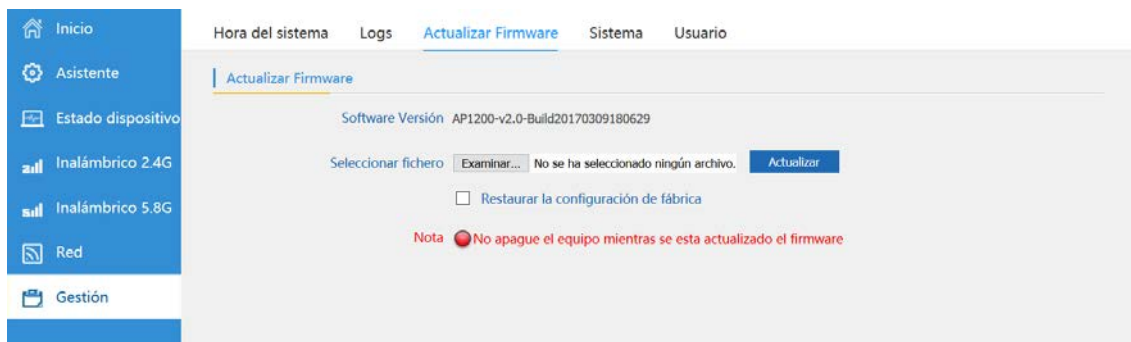 Inicio
Asistente
Estado dispositivo
Inalámbrico 2.4G
Inalámbrico 5.8G
Red
Gestión
Hora del sistema Logs Actualizar Firmware Sistema Usuario
Actualizar Firmware
Software Versión AP1200-v2.0-Build20170309180629
Seleccionar fichero Examinar... No se ha seleccionado ningún archivo. Actualizar
Restaurar la configuración de fábrica
Nota No apague el equipo mientras se esta actualizado el firmware